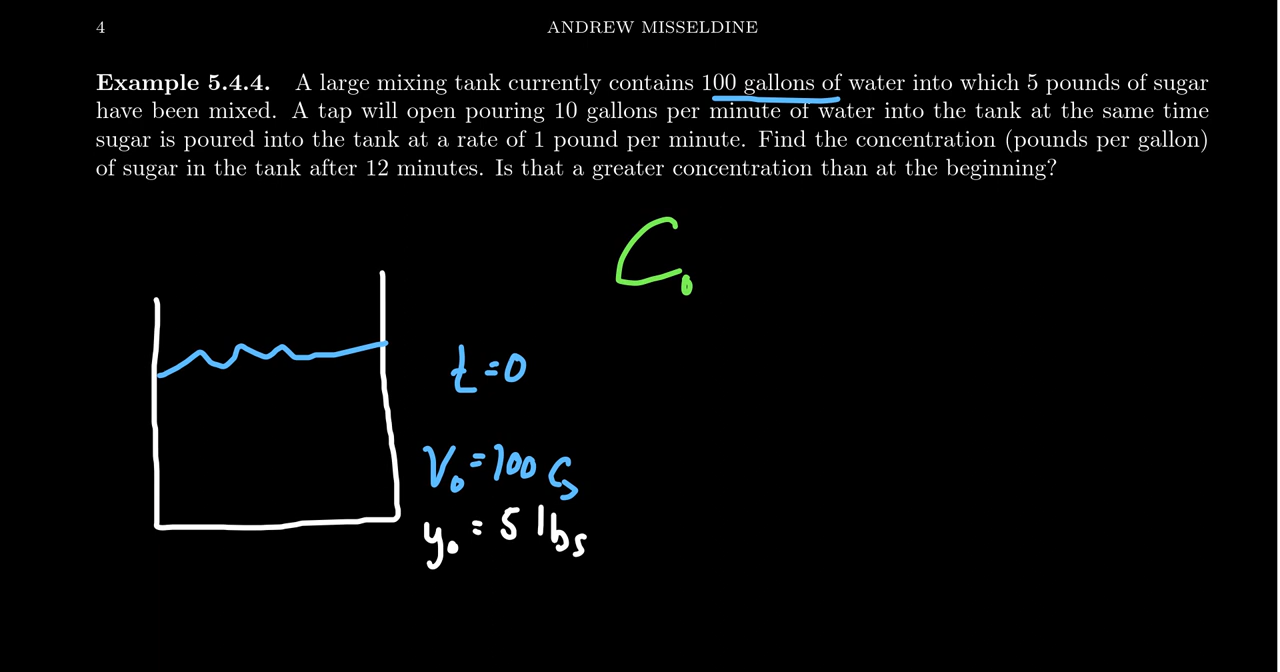 4
ANDREW MISSELDINE
Example 5.4.4. A large mixing tank currently contains 100 gallons of water into which 5 pounds of sugar
have been mixed. A tap will open pouring 10 gallons per minute of water into the tank at the same time
sugar is poured into the tank at a rate of 1 pound per minute. Find the concentration (pounds per gallon)
of sugar in the tank after 12 minutes. Is that a greater concentration than at the beginning?
C₀
t = 0
V₀ = 100 G
y₀ = 5 lbs